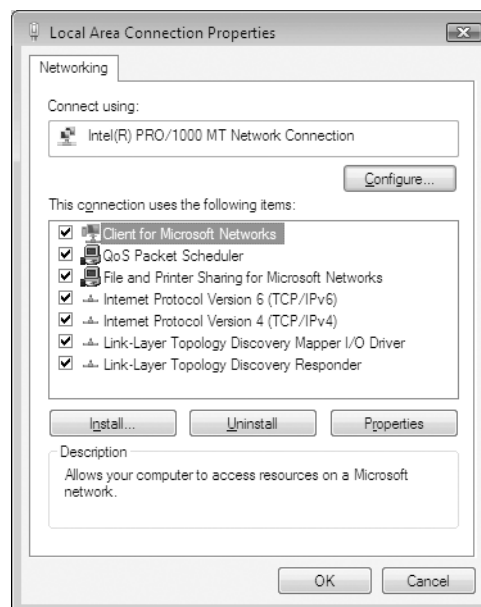 Local Area Connection Properties
Networking
Connect using:
Intel(R) PRO/1000 MT Network Connection
Configure...
This connection uses the following items:
Client for Microsoft Networks
QoS Packet Scheduler
File and Printer Sharing for Microsoft Networks
Internet Protocol Version 6 (TCP/IPv6)
Internet Protocol Version 4 (TCP/IPv4)
Link-Layer Topology Discovery Mapper I/O Driver
Link-Layer Topology Discovery Responder
Install... Uninstall Properties
Description
Allows your computer to access resources on a Microsoft
network.
OK Cancel